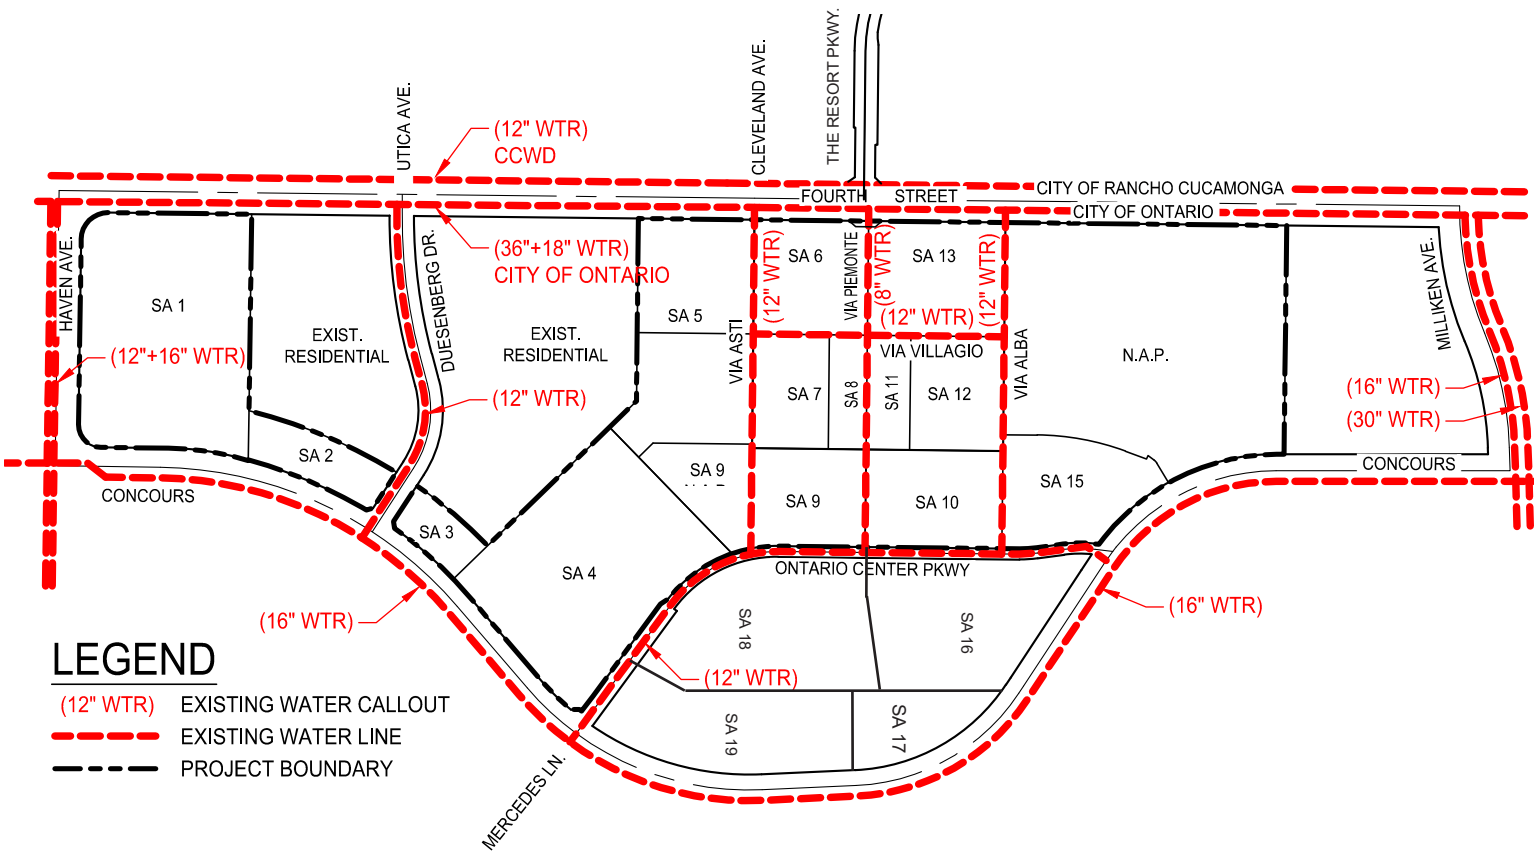 THE RESORT PKWY.
CLEVELAND AVE.
UTICA AVE.
(12" WTR)
CCWD
CITY OF RANCHO CUCAMONGA
FOURTH STREET
CITY OF ONTARIO
HAVEN AVE.
DUESENBERG DR.
(36"+18" WTR)
CITY OF ONTARIO
(12" WTR)
SA 6
VIA PIEMONTE
(8" WTR)
SA 13
(12" WTR)
(12" WTR)
MILLIKEN AVE.
SA 1
SA 5
EXIST.
RESIDENTIAL
EXIST.
RESIDENTIAL
VIA ASTI
VIA VILLAGIO
VIA ALBA
N.A.P.
(12"+16" WTR)
(12" WTR)
SA 7
SA 8
SA 11
SA 12
(16" WTR)
(30" WTR)
SA 2
SA 9
CONCOURS
CONCOURS
SA 15
SA 9
SA 10
SA 3
SA 4
ONTARIO CENTER PKWY
(16" WTR)
(16" WTR)
SA 18
SA 16
(12" WTR)
SA 19
SA 17
MERCEDES LN.
LEGEND
(12" WTR) EXISTING WATER CALLOUT
EXISTING WATER LINE
PROJECT BOUNDARY